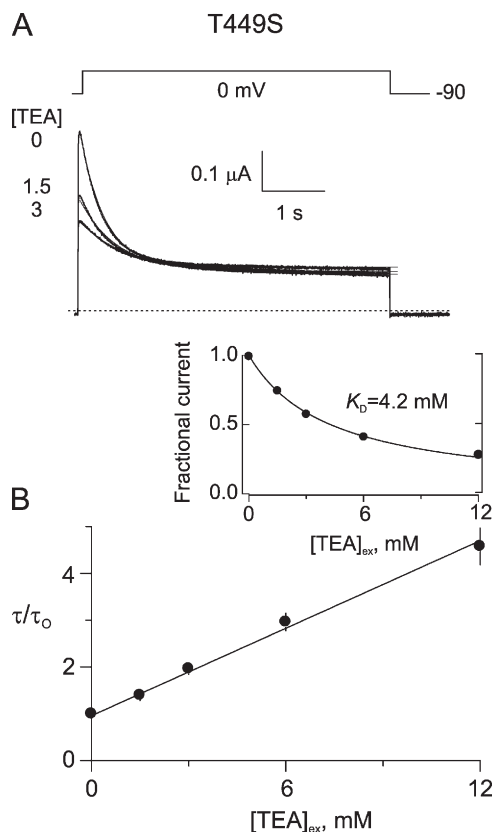 A
T449S
0 mV
-90
[TEA]
0
1.5
3
0.1 μA
1 s
1.0
0.5
0.0
Fractional current
K_D=4.2 mM
0
6
12
[TEA]ex, mM
B
4
2
0
τ/τ_O
0
6
12
[TEA]ex, mM